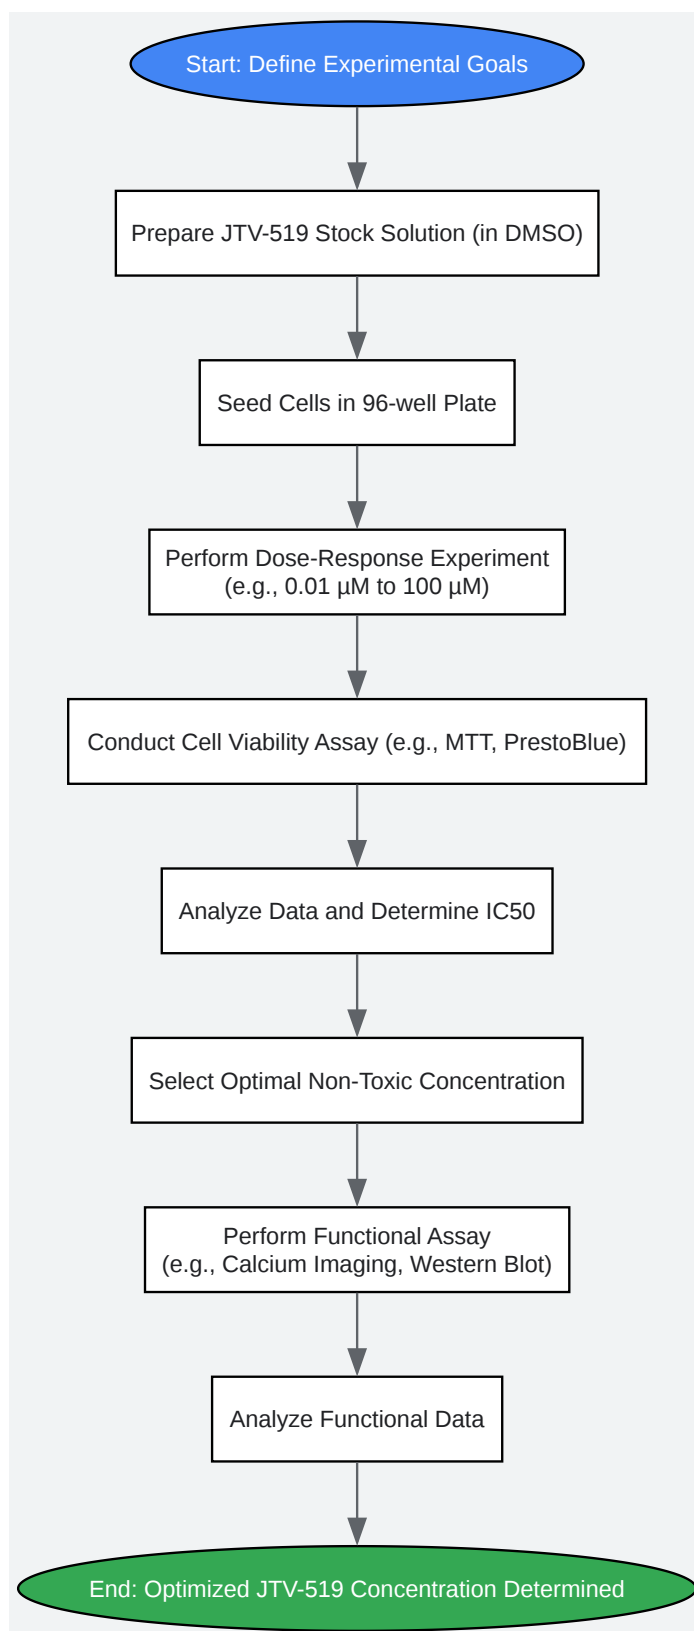 Start: Define Experimental Goals
Prepare JTV-519 Stock Solution (in DMSO)
Seed Cells in 96-well Plate
Perform Dose-Response Experiment
(e.g., 0.01 µM to 100 µM)
Conduct Cell Viability Assay (e.g., MTT, PrestoBlue)
Analyze Data and Determine IC50
Select Optimal Non-Toxic Concentration
Perform Functional Assay
(e.g., Calcium Imaging, Western Blot)
Analyze Functional Data
End: Optimized JTV-519 Concentration Determined